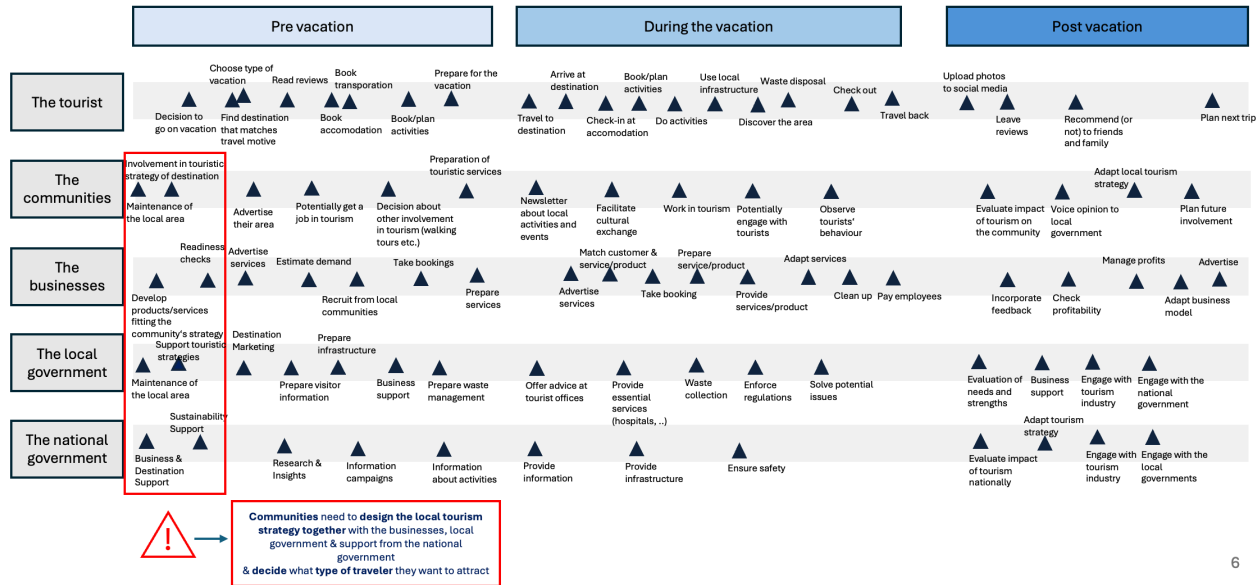 Pre vacation
During the vacation
Post vacation
The tourist
Decision to
go on vacation
Choose type of
vacation
Find destination
that matches
travel motive
Read reviews
Book
transporation
Book
accomodation
Book/plan
activities
Prepare for the
vacation
Travel to
destination
Arrive at
destination
Check-in at
accomodation
Book/plan
activities
Do activities
Use local
infrastructure
Discover the area
Waste disposal
Check out
Travel back
Upload photos
to social media
Leave
reviews
Recommend (or
not) to friends
and family
Plan next trip
The
communities
Involvement in touristic
strategy of destination
Maintenance of
the local area
Advertise
their area
Potentially get a
job in tourism
Decision about
other involvement
in tourism (walking
tours etc.)
Preparation of
touristic services
Newsletter
about local
activities and
events
Facilitate
cultural
exchange
Work in tourism
Potentially
engage with
tourists
Observe
tourists'
behaviour
Evaluate impact
of tourism on
the community
Voice opinion to
local
government
Adapt local tourism
strategy
Plan future
involvement
The
businesses
Develop
products/services
fitting the
community's strategy
Readiness
checks
Advertise
services
Estimate demand
Recruit from local
communities
Take bookings
Prepare
services
Advertise
services
Match customer &
service/product
Take booking
Prepare
service/product
Provide
services/product
Adapt services
Clean up
Pay employees
Incorporate
feedback
Check
profitability
Manage profits
Adapt business
model
Advertise
The local
government
Maintenance of
the local area
Support touristic
strategies
Destination
Marketing
Prepare visitor
information
Prepare
infrastructure
Business
support
Prepare waste
management
Offer advice at
tourist offices
Provide
essential
services
(hospitals, ..)
Waste
collection
Enforce
regulations
Solve potential
issues
Evaluation of
needs and
strengths
Business
support
Engage with
tourism
industry
Engage with the
national
government
The national
government
Business &
Destination
Support
Sustainability
Support
Research &
Insights
Information
campaigns
Information
about activities
Provide
information
Provide
infrastructure
Ensure safety
Evaluate impact
of tourism
nationally
Adapt tourism
strategy
Engage with
tourism
industry
Engage with the
local
governments
!
Communities need to design the local tourism
strategy together with the businesses, local
government & support from the national
government
& decide what type of traveler they want to attract
6